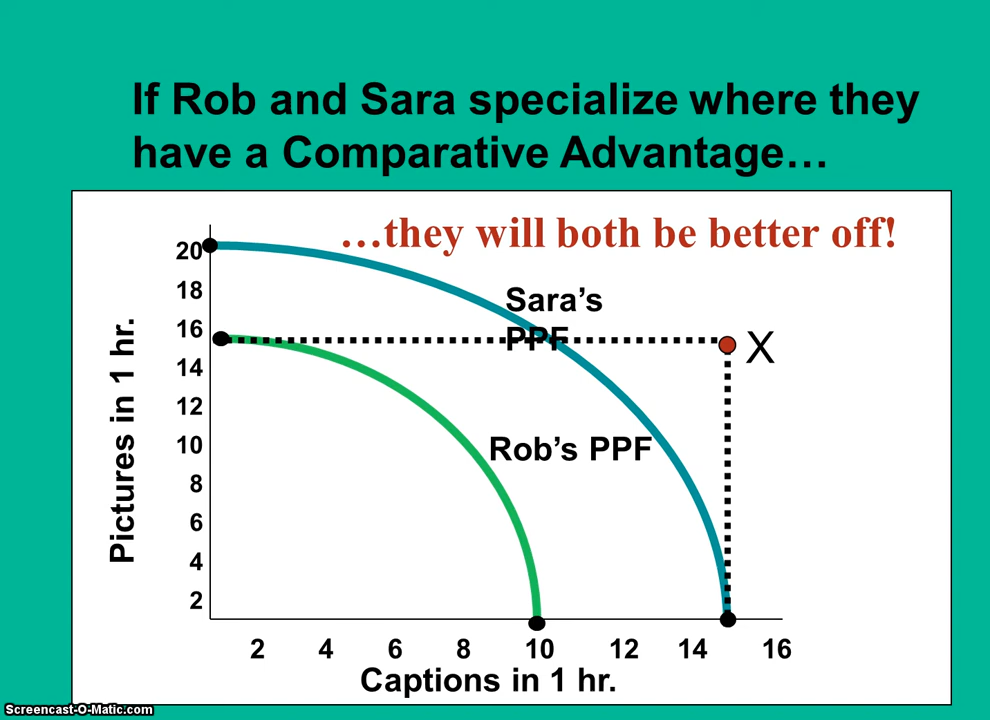 If Rob and Sara specialize where they
have a Comparative Advantage…
…they will both be better off!
20
18
16
14
12
10
8
6
4
2
Pictures in 1 hr.
Sara’s
PPF
X
Rob’s PPF
2 4 6 8 10 12 14 16
Captions in 1 hr.
Screencast-O-Matic.com